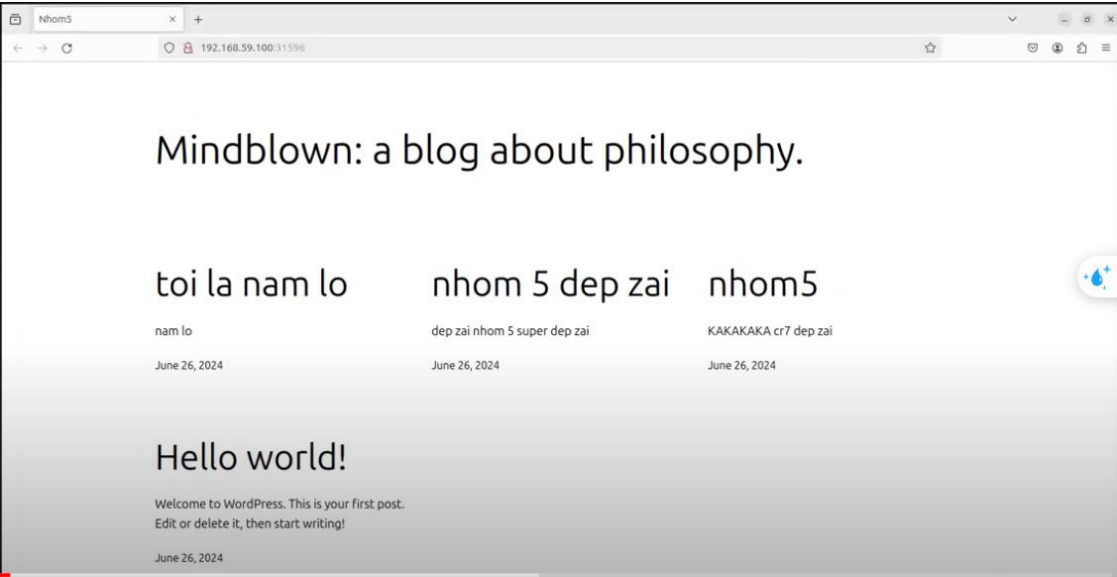 Nhom5
192.168.59.100:31596
Mindblown: a blog about philosophy.
toi la nam lo
nam lo
June 26, 2024
nhom 5 dep zai
dep zai nhom 5 super dep zai
June 26, 2024
nhom5
KAKAKAKA cr7 dep zai
June 26, 2024
Hello world!
Welcome to WordPress. This is your first post.
Edit or delete it, then start writing!
June 26, 2024